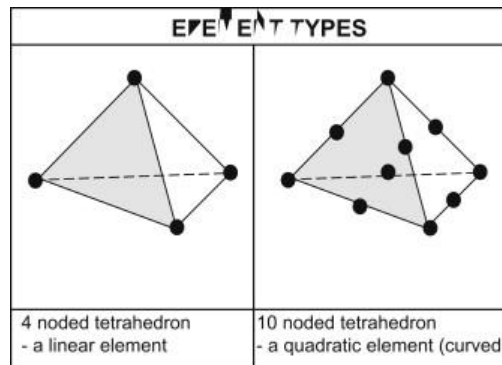 TYPES
4 noded tetrahedron
- a linear element
10 noded tetrahedron
- a quadratic element (curved